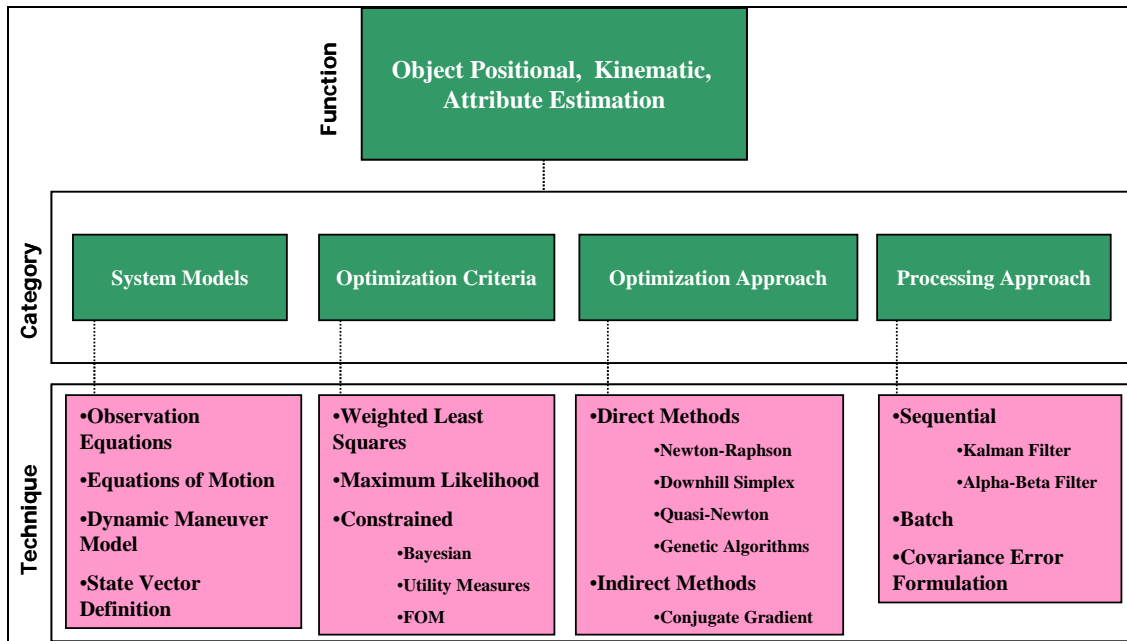 Function
Object Positional, Kinematic,
Attribute Estimation
Category
System Models
Optimization Criteria
Optimization Approach
Processing Approach
Technique
•Observation
Equations
•Equations of Motion
•Dynamic Maneuver
Model
•State Vector
Definition
•Weighted Least
Squares
•Maximum Likelihood
•Constrained
•Bayesian
•Utility Measures
•FOM
•Direct Methods
•Newton-Raphson
•Downhill Simplex
•Quasi-Newton
•Genetic Algorithms
•Indirect Methods
•Conjugate Gradient
•Sequential
•Kalman Filter
•Alpha-Beta Filter
•Batch
•Covariance Error
Formulation